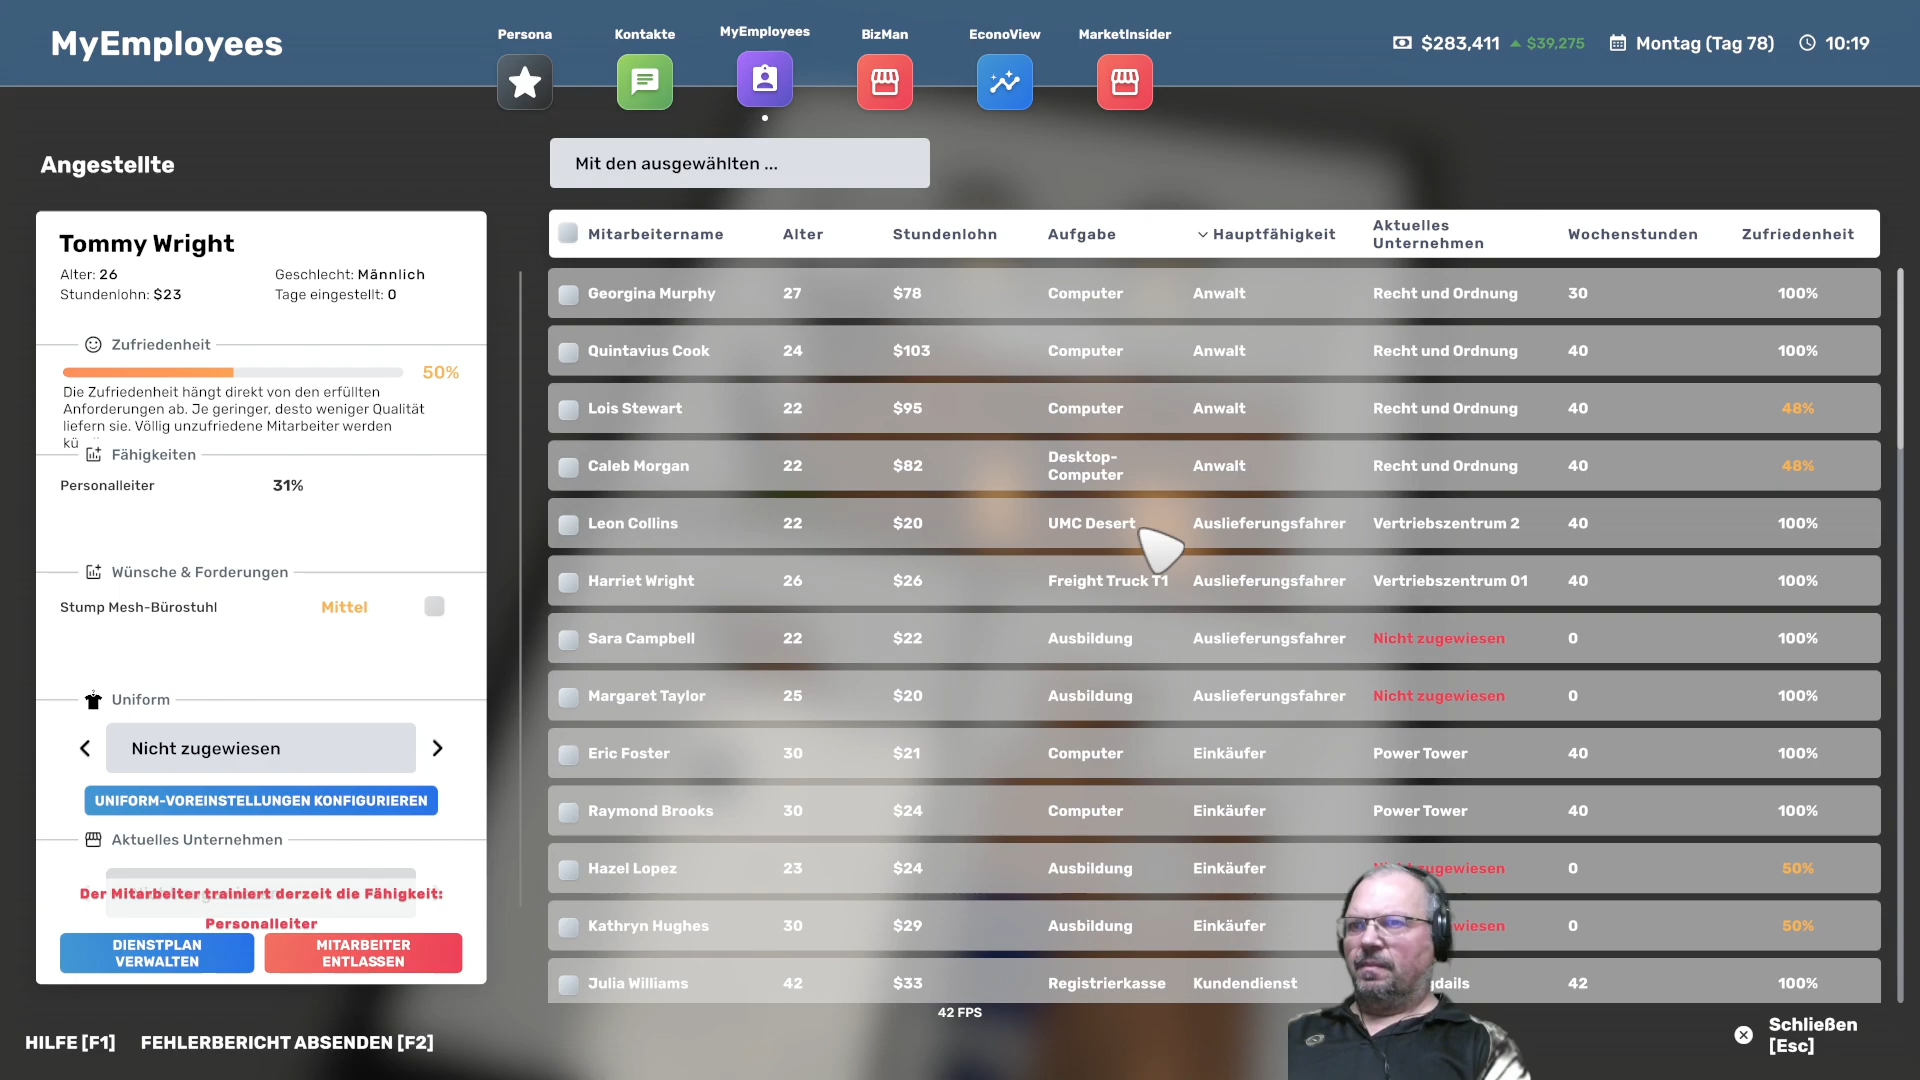 MyEmployees
Persona
Kontakte
MyEmployees
BizMan
EconoView
MarketInsider
$283,411
$39,275
Montag (Tag 78)
10:19
Angestellte
Mit den ausgewählten ...
Tommy Wright
Alter: 26
Geschlecht: Männlich
Stundenlohn: $23
Tage eingestellt: 0
Zufriedenheit
50%
Die Zufriedenheit hängt direkt von den erfüllten
Anforderungen ab. Je geringer, desto weniger Qualität
liefern sie. Völlig unzufriedene Mitarbeiter werden
Fähigkeiten
Personalleiter 31%
Wünsche & Forderungen
Stump Mesh-Bürostuhl Mittel
Uniform
Nicht zugewiesen
UNIFORM-VOREINSTELLUNGEN KONFIGURIEREN
Aktuelles Unternehmen
Der Mitarbeiter trainiert derzeit die Fähigkeit:
Personalleiter
DIENSTPLAN
VERWALTEN
MITARBEITER
ENTLASSEN
Mitarbeitername Alter Stundenlohn Aufgabe Hauptfähigkeit Aktuelles Unternehmen Wochenstunden Zufriedenheit
Georgina Murphy 27 $78 Computer Anwalt Recht und Ordnung 30 100%
Quintavius Cook 24 $103 Computer Anwalt Recht und Ordnung 40 100%
Lois Stewart 22 $95 Computer Anwalt Recht und Ordnung 40 48%
Caleb Morgan 22 $82 Desktop-Computer Anwalt Recht und Ordnung 40 48%
Leon Collins 22 $20 UMC Desert Auslieferungsfahrer Vertriebszentrum 2 40 100%
Harriet Wright 26 $26 Freight Truck T1 Auslieferungsfahrer Vertriebszentrum 01 40 100%
Sara Campbell 22 $22 Ausbildung Auslieferungsfahrer Nicht zugewiesen 0 100%
Margaret Taylor 25 $20 Ausbildung Auslieferungsfahrer Nicht zugewiesen 0 100%
Eric Foster 30 $21 Computer Einkäufer Power Tower 40 100%
Raymond Brooks 30 $24 Computer Einkäufer Power Tower 40 100%
Hazel Lopez 23 $24 Ausbildung Einkäufer zugewiesen 0 50%
Kathryn Hughes 30 $29 Ausbildung Einkäufer 0 50%
Julia Williams 42 $33 Registrierkasse Kundendienst 42 100%
42 FPS
HILFE [F1]
FEHLERBERICHT ABSENDEN [F2]
Schließen
[Esc]